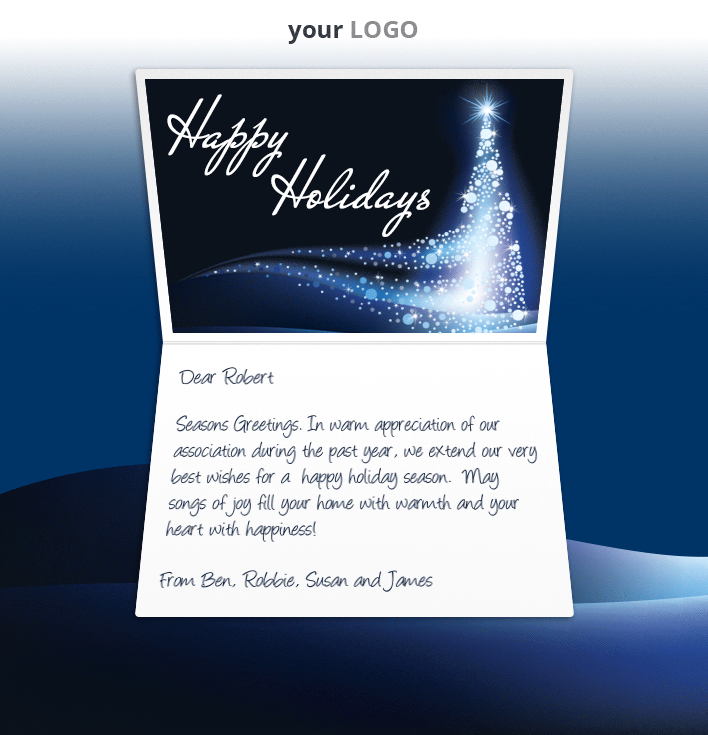 your LOGO
Happy
Holidays
Dear Robert
Seasons Greetings. In warm appreciation of our
association during the past year, we extend our very
best wishes for a happy holiday season. May
songs of joy fill your home with warmth and your
heart with happiness!
From Ben, Robbie, Susan and James